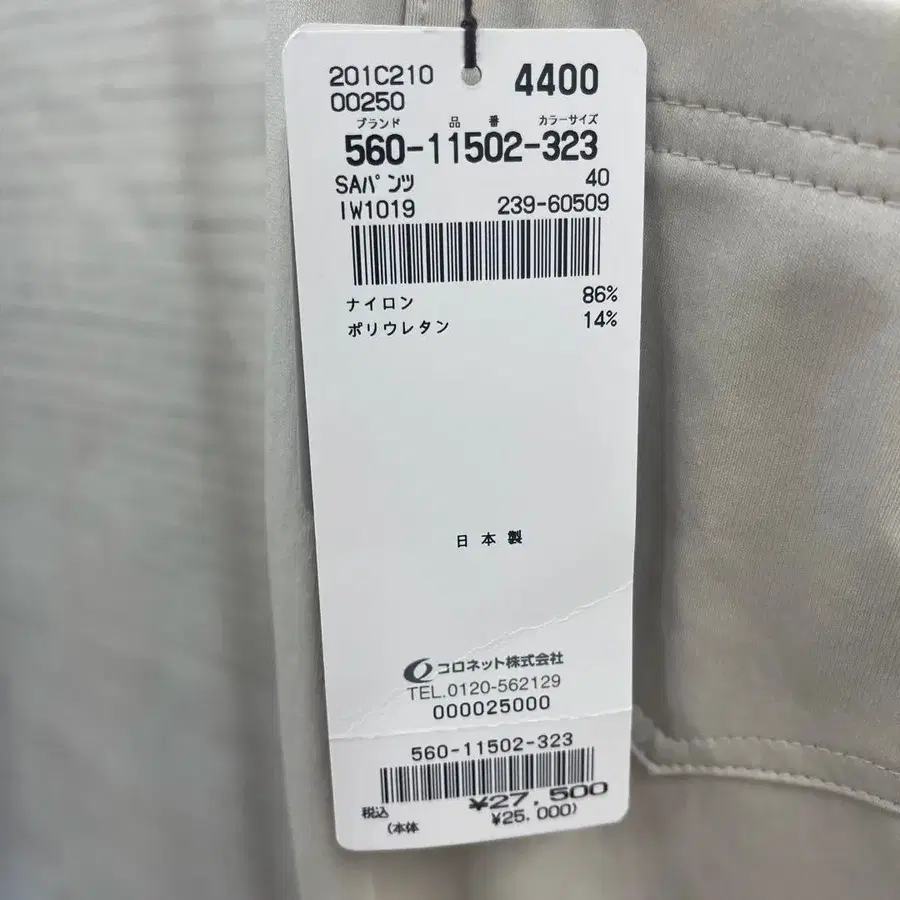 201C210 4400
00250
ブランド 品番 カラーサイズ
560-11502-323
SAパンツ 40
IW1019 239-60509
ナイロン 86%
ポリウレタン 14%
日本製
コロネット株式会社
TEL.0120-562129
000025000
560-11502-323
税込 ¥27,500
(本体 ¥25,000)